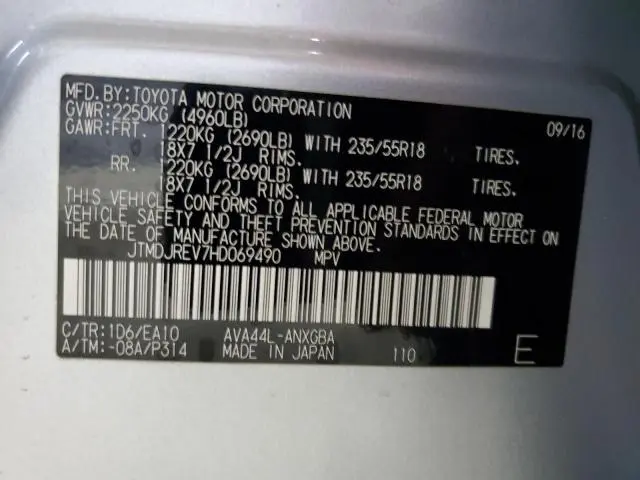 MFD. BY: TOYOTA MOTOR CORPORATION 09/16
GVWR: 2250KG (4960LB)
GAWR: FRT. 1220KG (2690LB) WITH 235/55R18 TIRES.
18X7 1/2J RIMS.
RR. 1220KG (2690LB) WITH 235/55R18 TIRES.
18X7 1/2J RIMS.
THIS VEHICLE CONFORMS TO ALL APPLICABLE FEDERAL MOTOR
VEHICLE SAFETY AND THEFT PREVENTION STANDARDS IN EFFECT ON
THE DATE OF MANUFACTURE SHOWN ABOVE.
JTMDJREV7HD069490 MPV
C/TR: 1D6/EA10 AVA44L-ANXGBA
A/TM: -08A/P314 MADE IN JAPAN 110 E